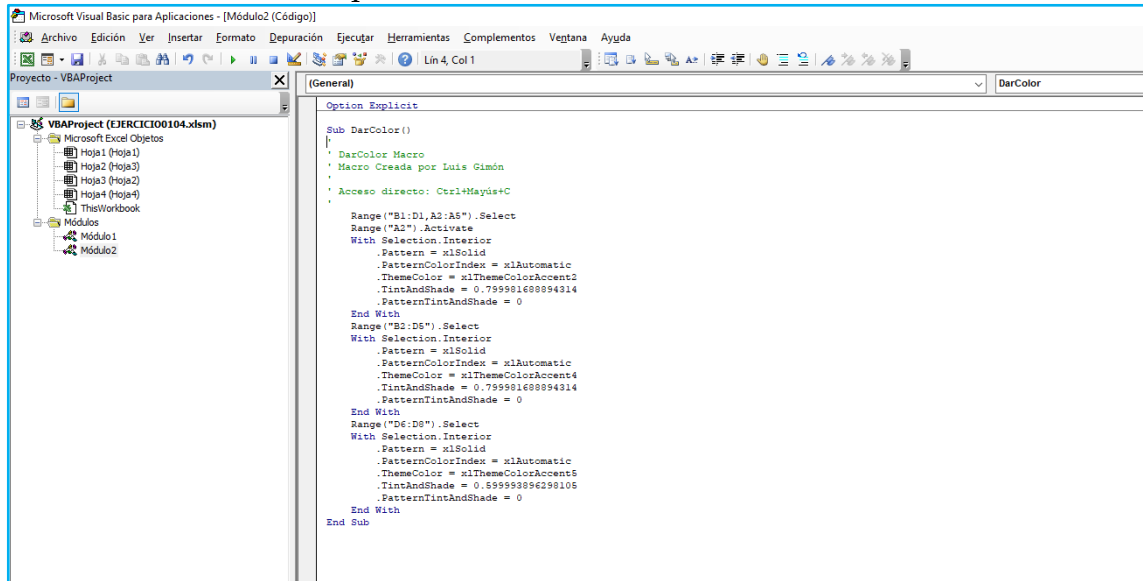 Microsoft Visual Basic para Aplicaciones - [Módulo2 (Código)]
Archivo Edición Ver Insertar Formato Depuración Ejecutar Herramientas Complementos Ventana Ayuda
Lín 4, Col 1
Proyecto - VBAProject
VBAProject (EJERCICIO0104.xlsm)
Microsoft Excel Objetos
Hoja1 (Hoja1)
Hoja2 (Hoja3)
Hoja3 (Hoja2)
Hoja4 (Hoja4)
ThisWorkbook
Módulos
Módulo1
Módulo2
(General)
DarColor
Option Explicit
Sub DarColor()
'
' DarColor Macro
' Macro Creada por Luis Gimón
'
' Acceso directo: Ctrl+Mayús+C
'
Range("B1:D1,A2:A5").Select
Range("A2").Activate
With Selection.Interior
.Pattern = xlSolid
.PatternColorIndex = xlAutomatic
.ThemeColor = xlThemeColorAccent2
.TintAndShade = 0.799981688894314
.PatternTintAndShade = 0
End With
Range("B2:D5").Select
With Selection.Interior
.Pattern = xlSolid
.PatternColorIndex = xlAutomatic
.ThemeColor = xlThemeColorAccent4
.TintAndShade = 0.799981688894314
.PatternTintAndShade = 0
End With
Range("D6:D8").Select
With Selection.Interior
.Pattern = xlSolid
.PatternColorIndex = xlAutomatic
.ThemeColor = xlThemeColorAccent5
.TintAndShade = 0.599993896298105
.PatternTintAndShade = 0
End With
End Sub